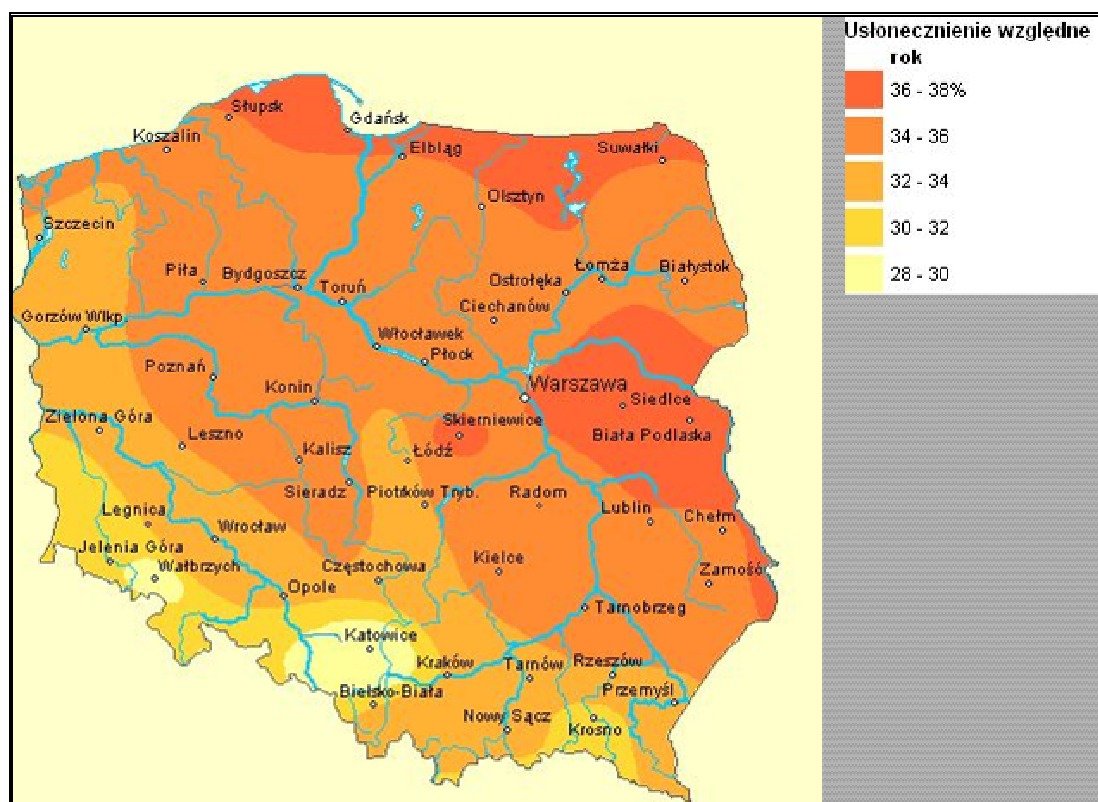 Usłonecznienie względne
rok
36 - 38%
34 - 36
32 - 34
30 - 32
28 - 30
Słupsk
Gdańsk
Koszalin
Elbląg
Suwałki
Olsztyn
Szczecin
Piła
Bydgoszcz
Toruń
Ostrołęka
Łomża
Białystok
Ciechanów
Gorzów Wlkp.
Włocławek
Płock
Poznań
Konin
Warszawa
Siedlce
Zielona Góra
Leszno
Skierniewice
Biała Podlaska
Kalisz
Łódź
Sieradz
Piotrków Tryb.
Radom
Lublin
Chełm
Legnica
Wrocław
Jelenia Góra
Wałbrzych
Częstochowa
Kielce
Zamość
Opole
Tarnobrzeg
Katowice
Kraków
Tarnów
Rzeszów
Bielsko-Biała
Przemyśl
Nowy Sącz
Krosno